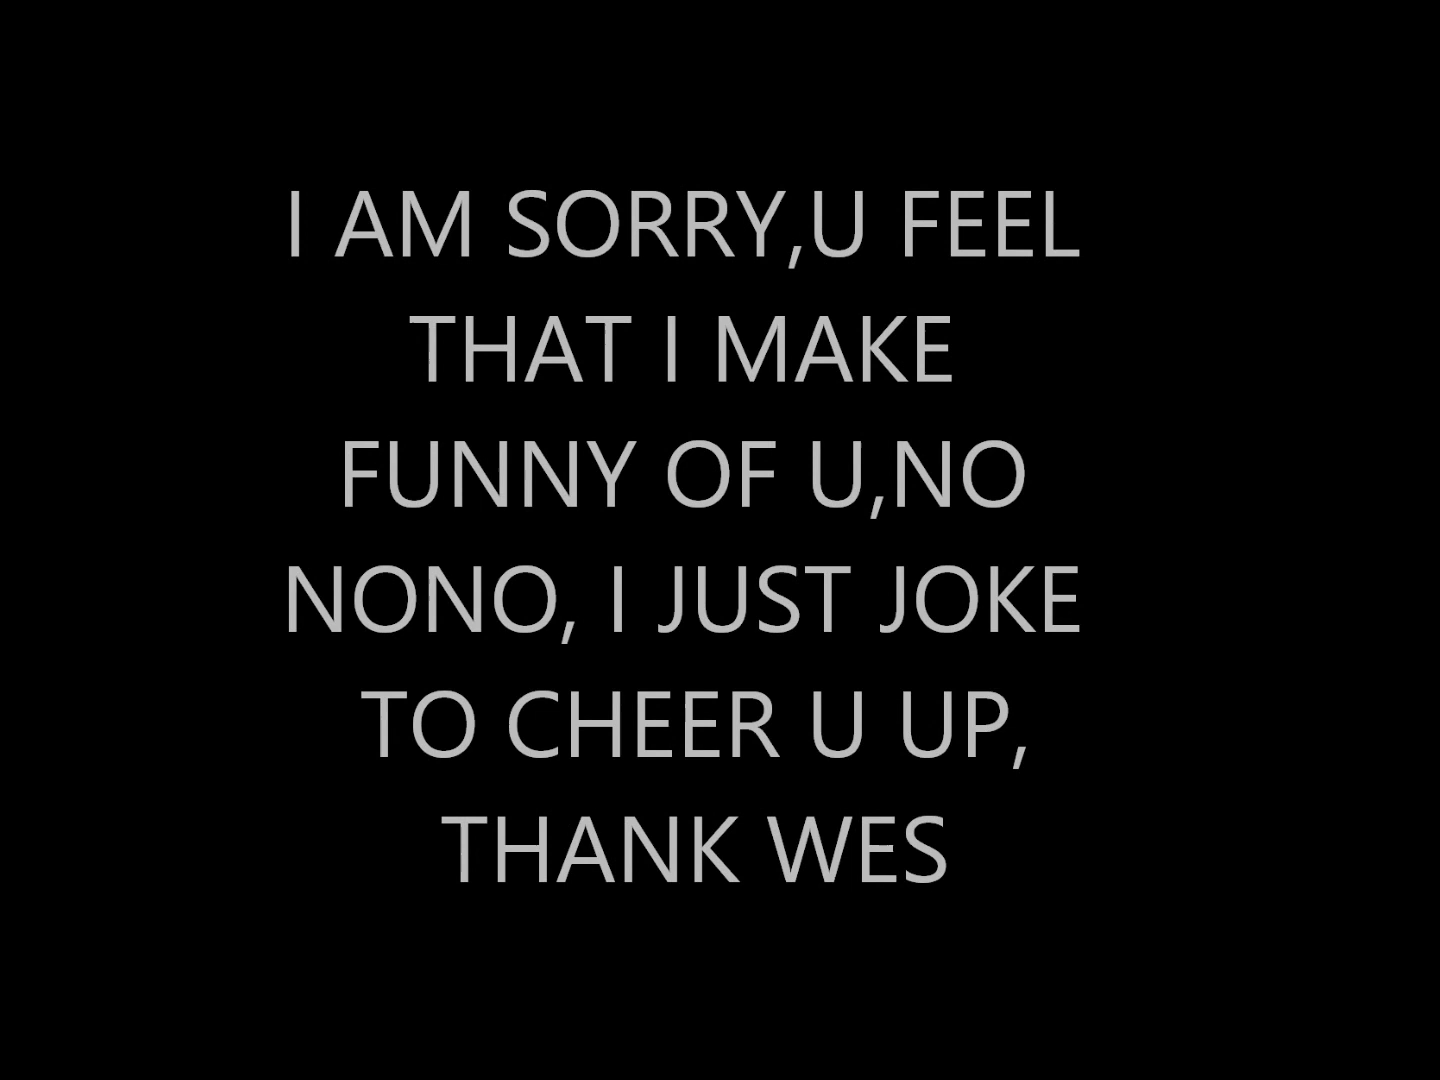 I AM SORRY,U FEEL
THAT I MAKE
FUNNY OF U,NO
NONO, I JUST JOKE
TO CHEER U UP,
THANK WES